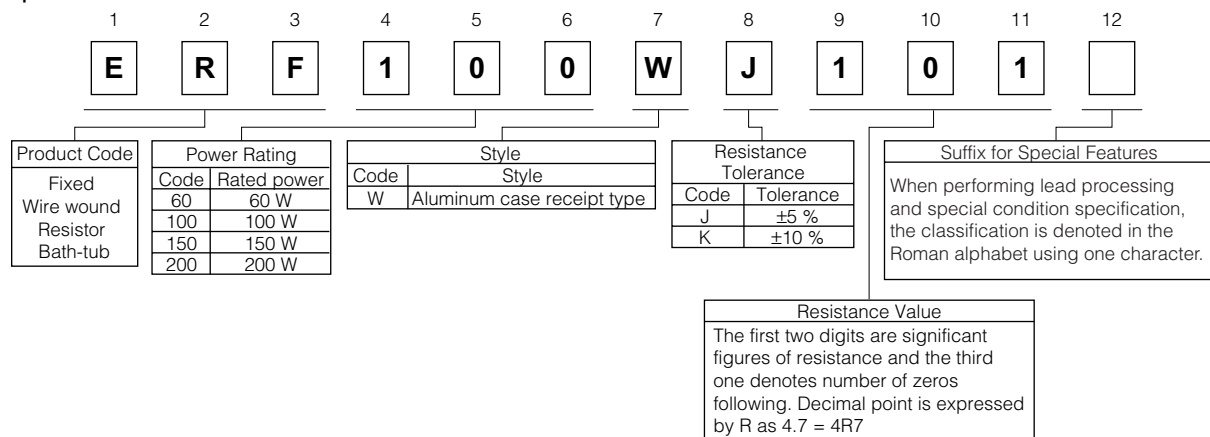 1 2 3 4 5 6 7 8 9 10 11 12
E R F 1 0 0 W J 1 0 1
Product Code
Fixed
Wire wound
Resistor
Bath-tub
Power Rating
Code Rated power
60 60 W
100 100 W
150 150 W
200 200 W
Style
Code Style
W Aluminum case receipt type
Resistance
Tolerance
Code Tolerance
J ±5 %
K ±10 %
Suffix for Special Features
When performing lead processing
and special condition specification,
the classification is denoted in the
Roman alphabet using one character.
Resistance Value
The first two digits are significant
figures of resistance and the third
one denotes number of zeros
following. Decimal point is expressed
by R as 4.7 = 4R7